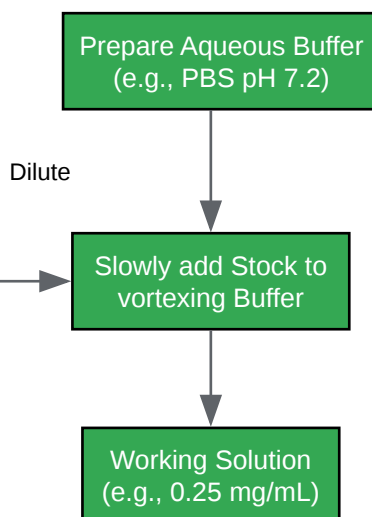 Prepare Aqueous Buffer
(e.g., PBS pH 7.2)
Dilute
Slowly add Stock to
vortexing Buffer
Working Solution
(e.g., 0.25 mg/mL)